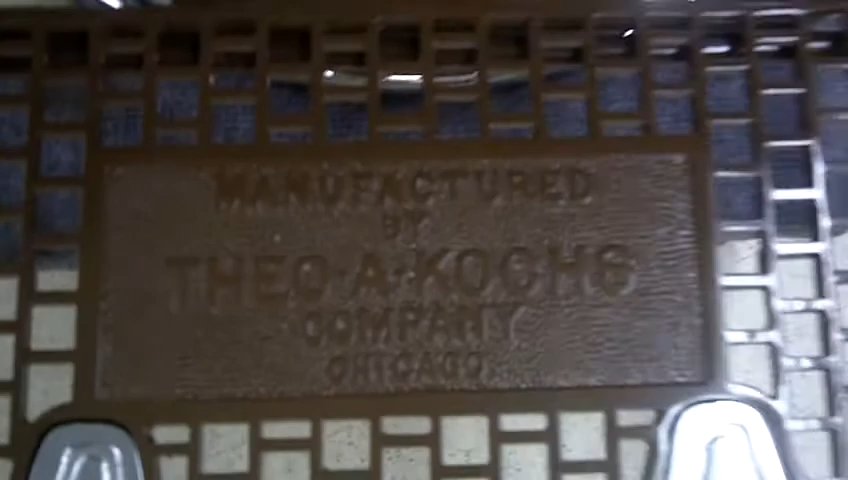 MANUFACTURED
BY
THEO·A·KOCHS
COMPANY
CHICAGO.